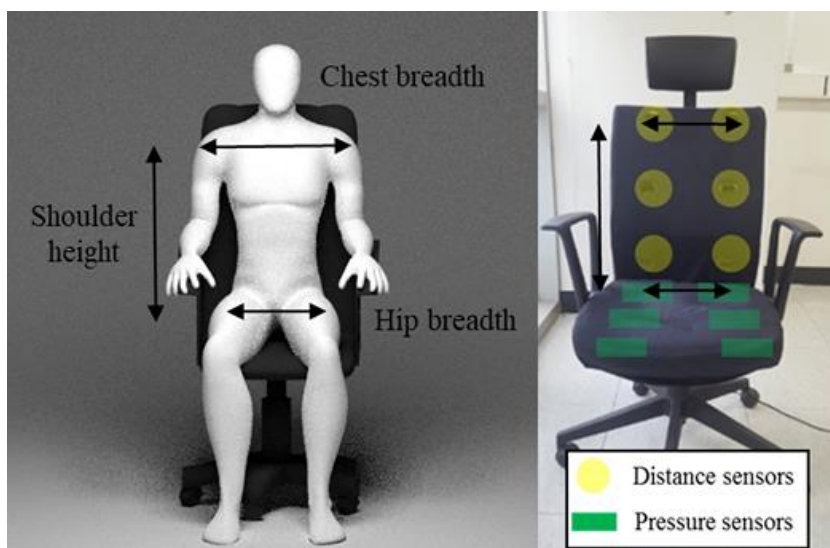 Chest breadth
Shoulder
height
Hip breadth
Distance sensors
Pressure sensors